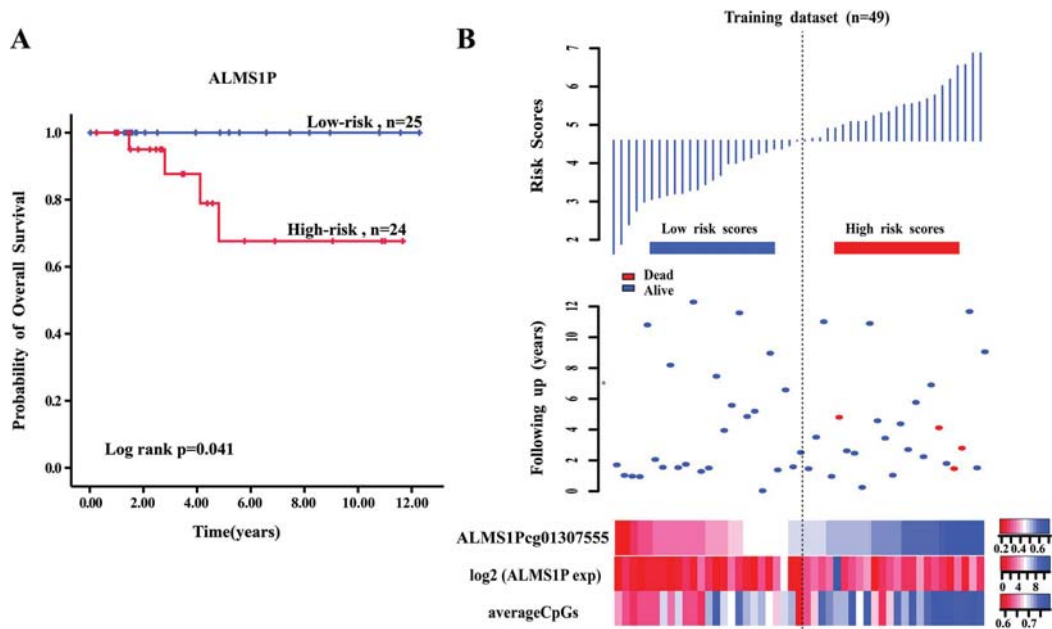 A
ALMS1P
Low-risk , n=25
High-risk , n=24
Log rank p=0.041
Probability of Overall Survival
1.0
0.8
0.6
0.4
0.2
0.0
0.00 2.00 4.00 6.00 8.00 10.00 12.00
Time(years)
B
Training dataset (n=49)
Risk Scores
7
6
5
4
3
2
Low risk scores
High risk scores
Dead
Alive
Following up (years)
12
10
8
6
4
2
0
ALMS1Pcg01307555
0.2 0.4 0.6
log2 (ALMS1P exp)
0 4 8
averageCpGs
0.6 0.7